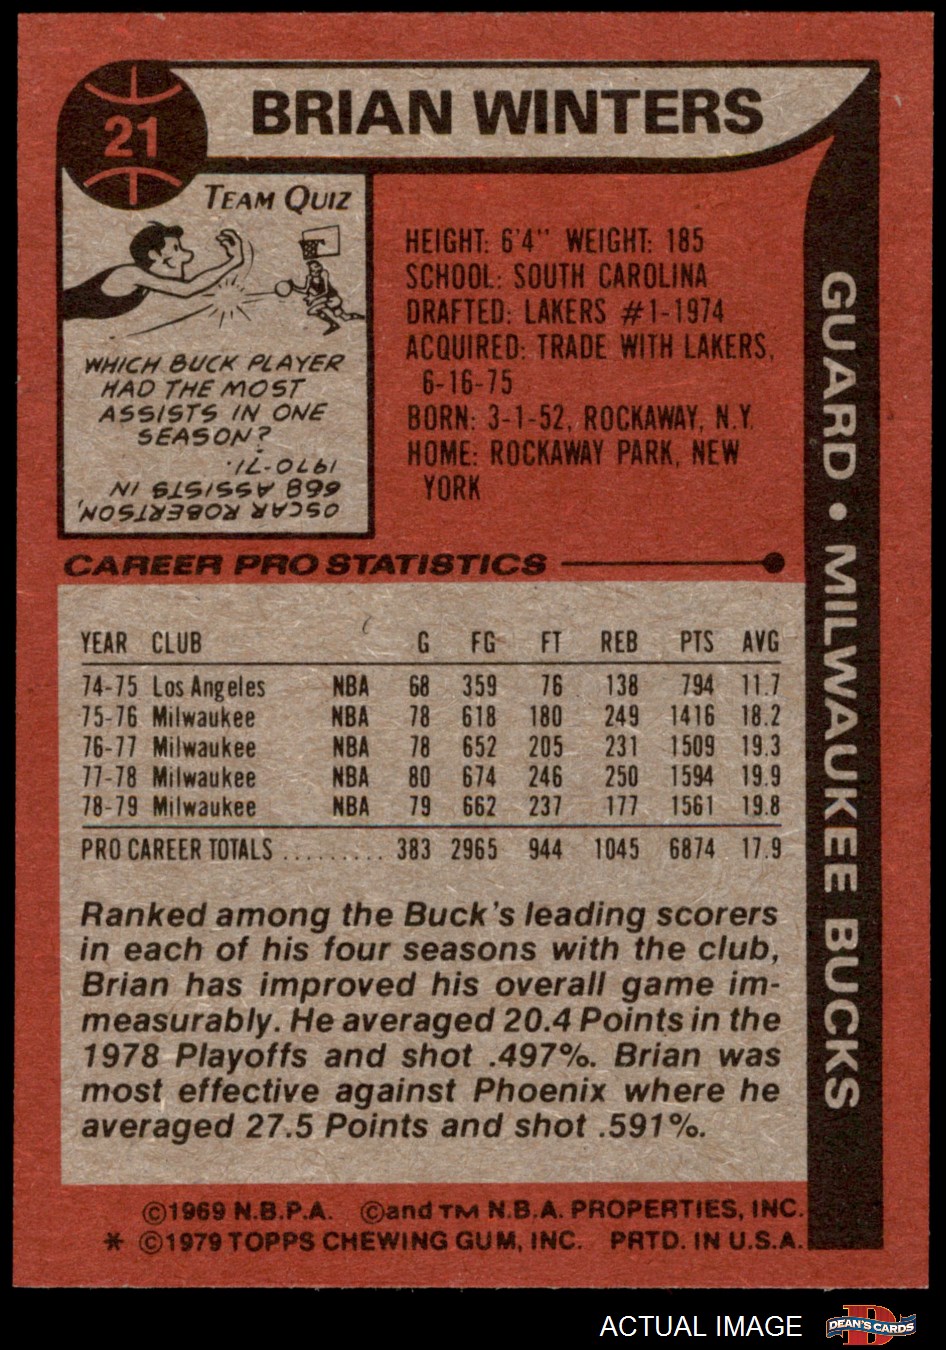 21
BRIAN WINTERS
TEAM QUIZ
WHICH BUCK PLAYER
HAD THE MOST
ASSISTS IN ONE
SEASON?
OSCAR ROBERTSON,
668 ASSISTS IN
1970-71.
HEIGHT: 6'4" WEIGHT: 185
SCHOOL: SOUTH CAROLINA
DRAFTED: LAKERS #1-1974
ACQUIRED: TRADE WITH LAKERS,
6-16-75
BORN: 3-1-52, ROCKAWAY, N.Y.
HOME: ROCKAWAY PARK, NEW
YORK
GUARD • MILWAUKEE BUCKS
CAREER PRO STATISTICS
YEAR CLUB G FG FT REB PTS AVG
74-75 Los Angeles NBA 68 359 76 138 794 11.7
75-76 Milwaukee NBA 78 618 180 249 1416 18.2
76-77 Milwaukee NBA 78 652 205 231 1509 19.3
77-78 Milwaukee NBA 80 674 246 250 1594 19.9
78-79 Milwaukee NBA 79 662 237 177 1561 19.8
PRO CAREER TOTALS ......... 383 2965 944 1045 6874 17.9
Ranked among the Buck's leading scorers
in each of his four seasons with the club,
Brian has improved his overall game im-
measurably. He averaged 20.4 Points in the
1978 Playoffs and shot .497%. Brian was
most effective against Phoenix where he
averaged 27.5 Points and shot .591%.
©1969 N.B.P.A. ©and TM N.B.A. PROPERTIES, INC.
* ©1979 TOPPS CHEWING GUM, INC. PRTD. IN U.S.A.
ACTUAL IMAGE
D
DEAN'S CARDS